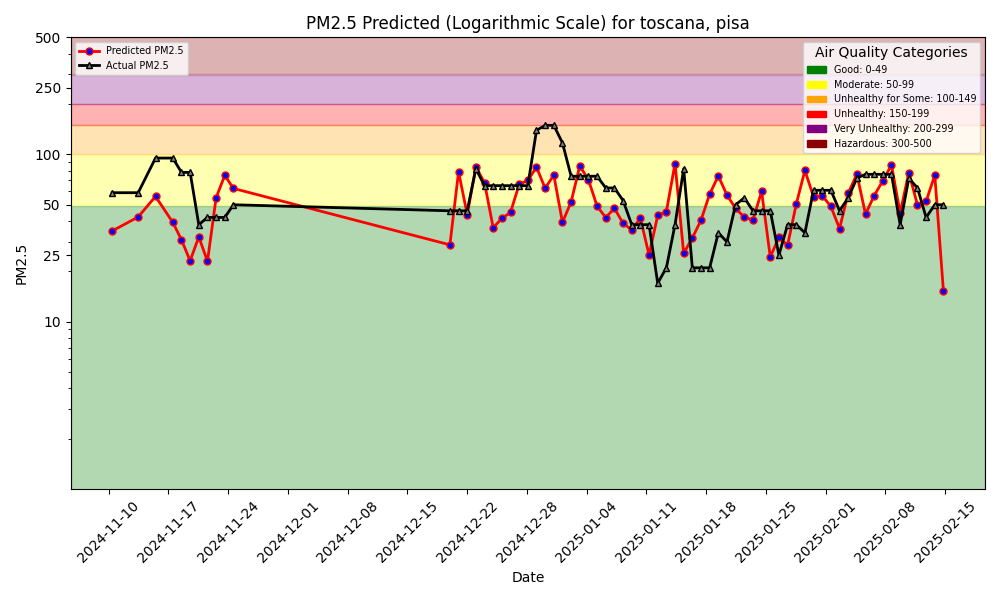 PM2.5 Predicted (Logarithmic Scale) for toscana, pisa
Predicted PM2.5
Actual PM2.5
Air Quality Categories
Good: 0-49
Moderate: 50-99
Unhealthy for Some: 100-149
Unhealthy: 150-199
Very Unhealthy: 200-299
Hazardous: 300-500
500
250
100
50
25
10
PM2.5
2024-11-10
2024-11-17
2024-11-24
2024-12-01
2024-12-08
2024-12-15
2024-12-22
2024-12-28
2025-01-04
2025-01-11
2025-01-18
2025-01-25
2025-02-01
2025-02-08
2025-02-15
Date